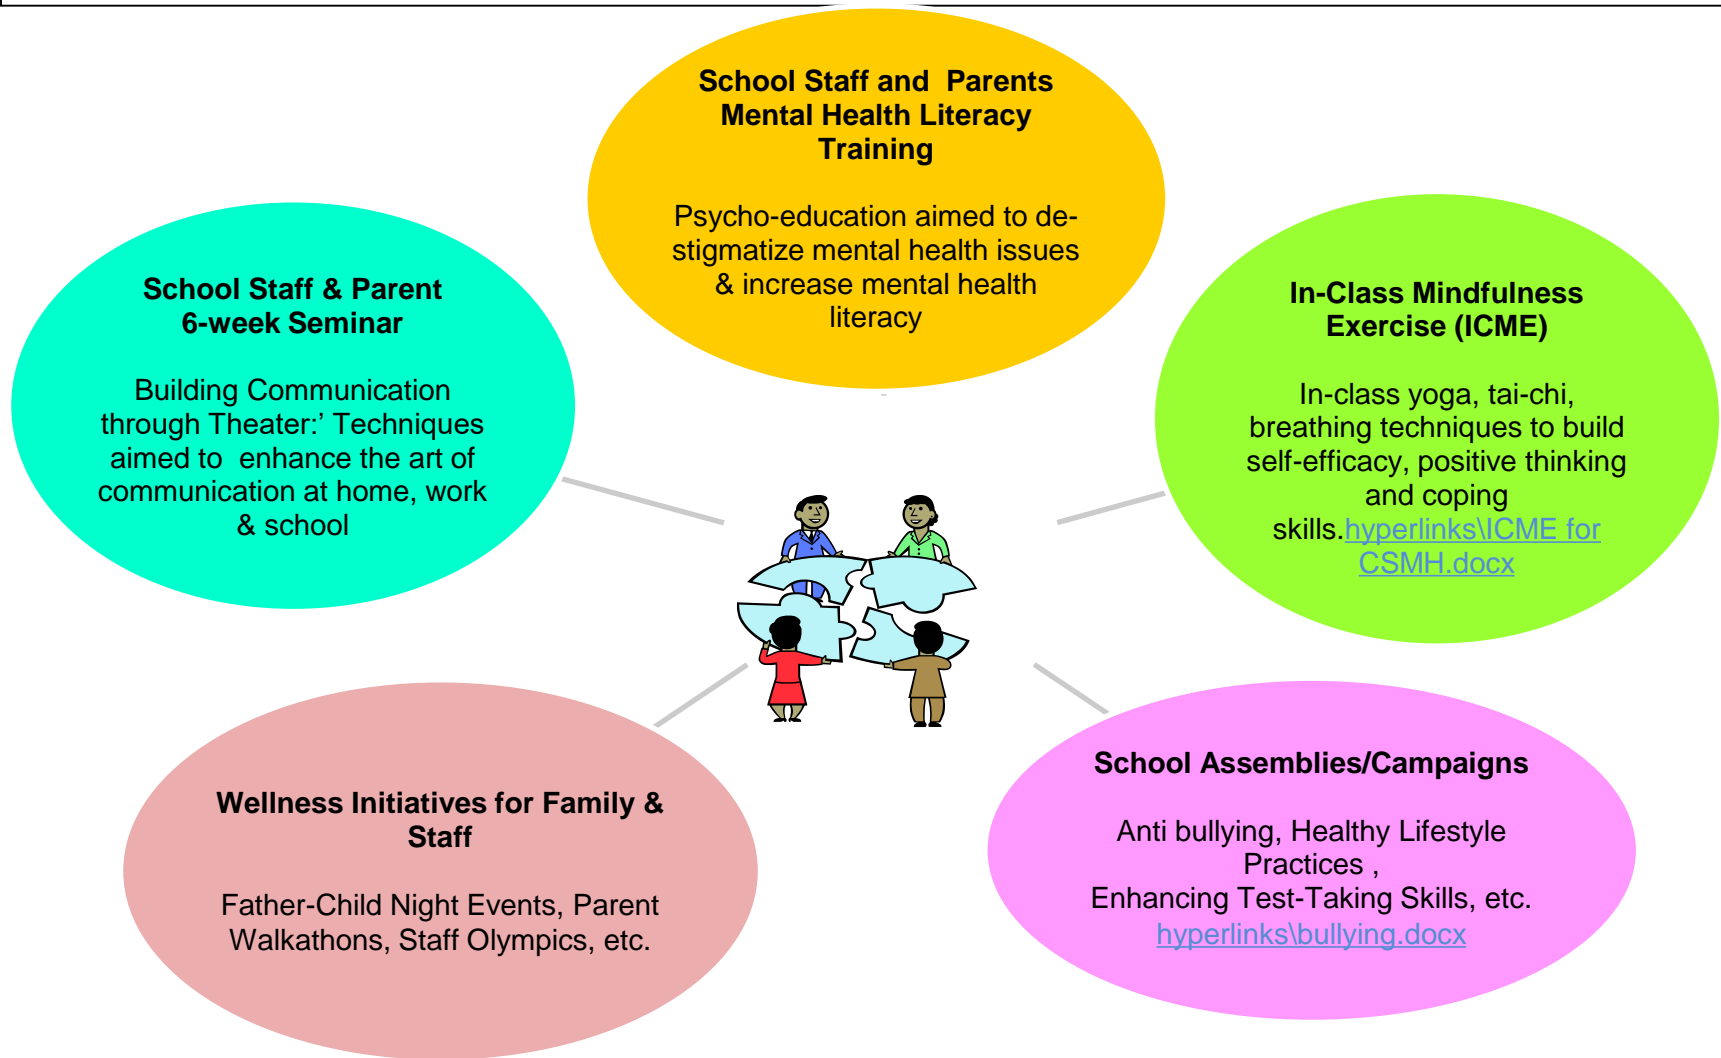 School Staff and  Parents
Mental Health Literacy
Training
Psycho-education aimed to de-
stigmatize mental health issues
& increase mental health
literacy
School Staff & Parent
6-week Seminar
Building Communication
through Theater:’ Techniques
aimed to  enhance the art of
communication at home, work
& school
In-Class Mindfulness
Exercise (ICME)
In-class yoga, tai-chi,
breathing techniques to build
self-efficacy, positive thinking
and coping
skills.hyperlinks\ICME for
CSMH.docx
Wellness Initiatives for Family &
Staff
Father-Child Night Events, Parent
Walkathons, Staff Olympics, etc.
School Assemblies/Campaigns
Anti bullying, Healthy Lifestyle
Practices ,
Enhancing Test-Taking Skills, etc.
hyperlinks\bullying.docx